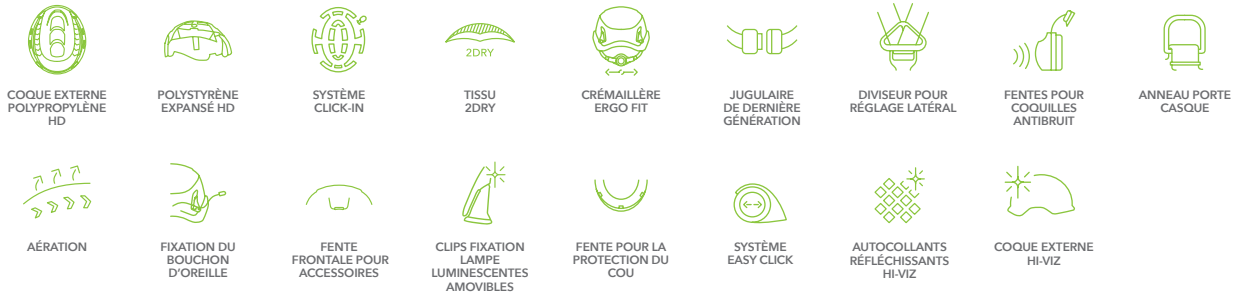 2DRY
COQUE EXTERNE
POLYPROPYLÈNE
HD
POLYSTYRÈNE
EXPANSÉ HD
SYSTÈME
CLICK-IN
TISSU
2DRY
CRÉMAILLÈRE
ERGO FIT
JUGULAIRE
DE DERNIÈRE
GÉNÉRATION
DIVISEUR POUR
RÉGLAGE LATÉRAL
FENTES POUR
COQUILLES
ANTIBRUIT
ANNEAU PORTE
CASQUE
AÉRATION
FIXATION DU
BOUCHON
D'OREILLE
FENTE
FRONTALE POUR
ACCESSOIRES
CLIPS FIXATION
LAMPE
LUMINESCENTES
AMOVIBLES
FENTE POUR LA
PROTECTION DU
COU
SYSTÈME
EASY CLICK
AUTOCOLLANTS
RÉFLÉCHISSANTS
HI-VIZ
COQUE EXTERNE
HI-VIZ